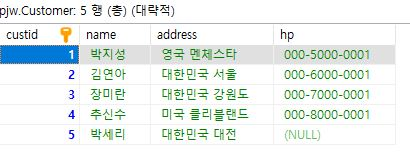 pjw.Customer: 5 행 (총) (대략적)
custid name address hp
1 박지성 영국 멘체스타 000-5000-0001
2 김연아 대한민국 서울 000-6000-0001
3 장미란 대한민국 강원도 000-7000-0001
4 추신수 미국 클리블랜드 000-8000-0001
5 박세리 대한민국 대전 (NULL)